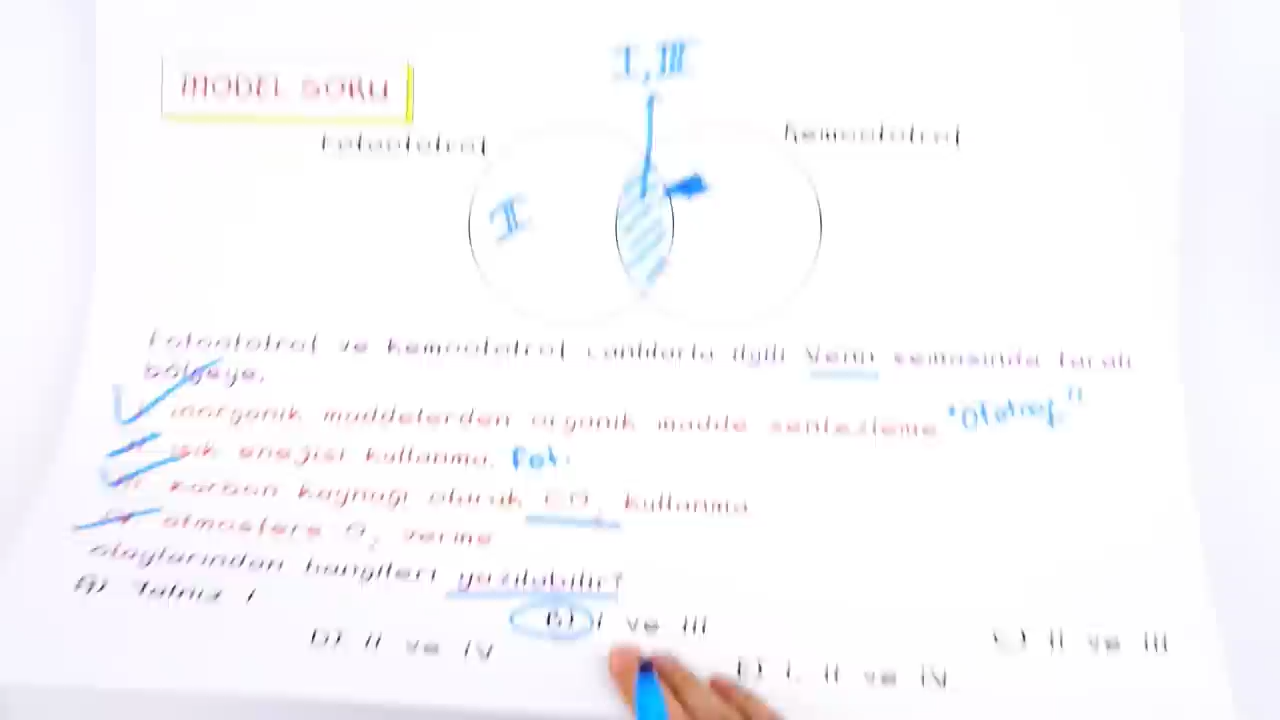 I, III
MODEL SORU
Fotoototrof
Kemoototrof
II
Fotoototrof ve kemoototrof canlılarla ilgili Venn şemasında taralı
bölgeye,
inorganik maddelerden organik madde sentezleme "Ototrof"
ışık enerjisi kullanma, Fot.
karbon kaynağı olarak CO₂ kullanma
atmosfere O₂ verme
olaylarından hangileri yazılabilir?
A) Yalnız I
B) I ve III
C) II ve III
D) II ve IV
E) I, II ve IV